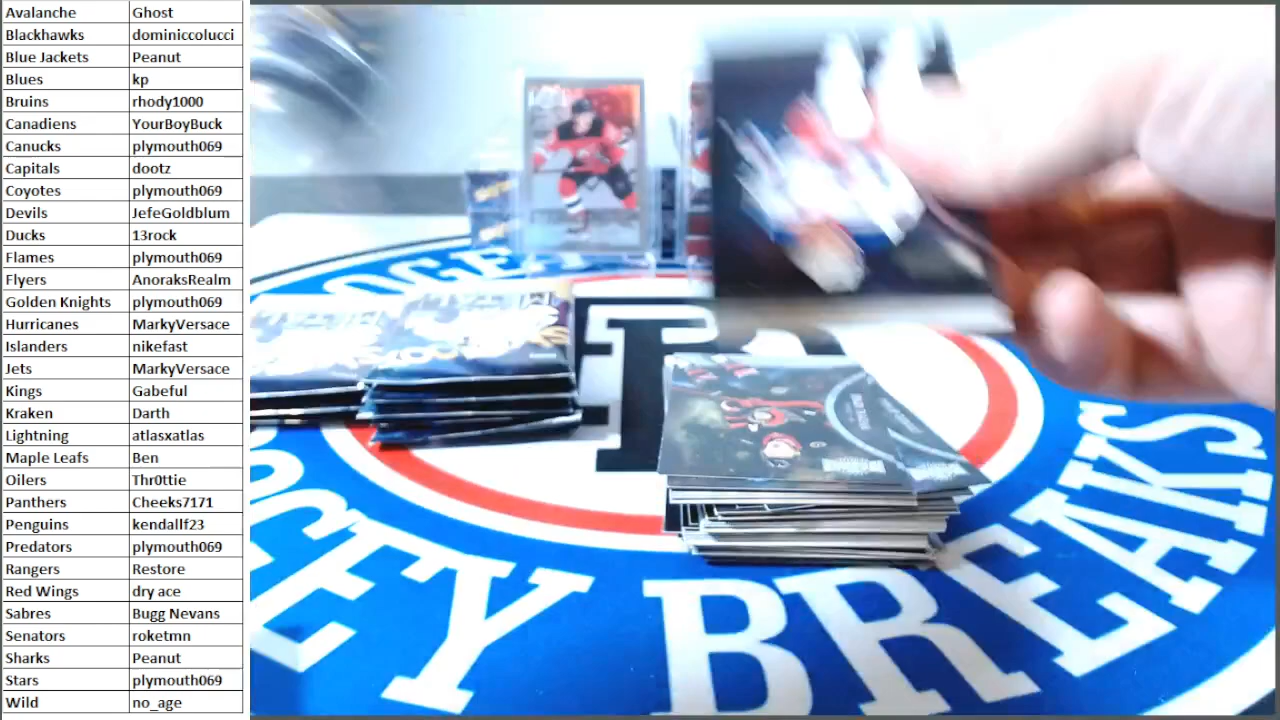 Avalanche Ghost
Blackhawks dominiccolucci
Blue Jackets Peanut
Blues kp
Bruins rhody1000
Canadiens YourBoyBuck
Canucks plymouth069
Capitals dootz
Coyotes plymouth069
Devils JefeGoldblum
Ducks 13rock
Flames plymouth069
Flyers AnoraksRealm
Golden Knights plymouth069
Hurricanes MarkyVersace
Islanders nikefast
Jets MarkyVersace
Kings Gabeful
Kraken Darth
Lightning atlasxatlas
Maple Leafs Ben
Oilers Thr0ttie
Panthers Cheeks7171
Penguins kendallf23
Predators plymouth069
Rangers Restore
Red Wings dry ace
Sabres Bugg Nevans
Senators roketmn
Sharks Peanut
Stars plymouth069
Wild no_age
BREAKS